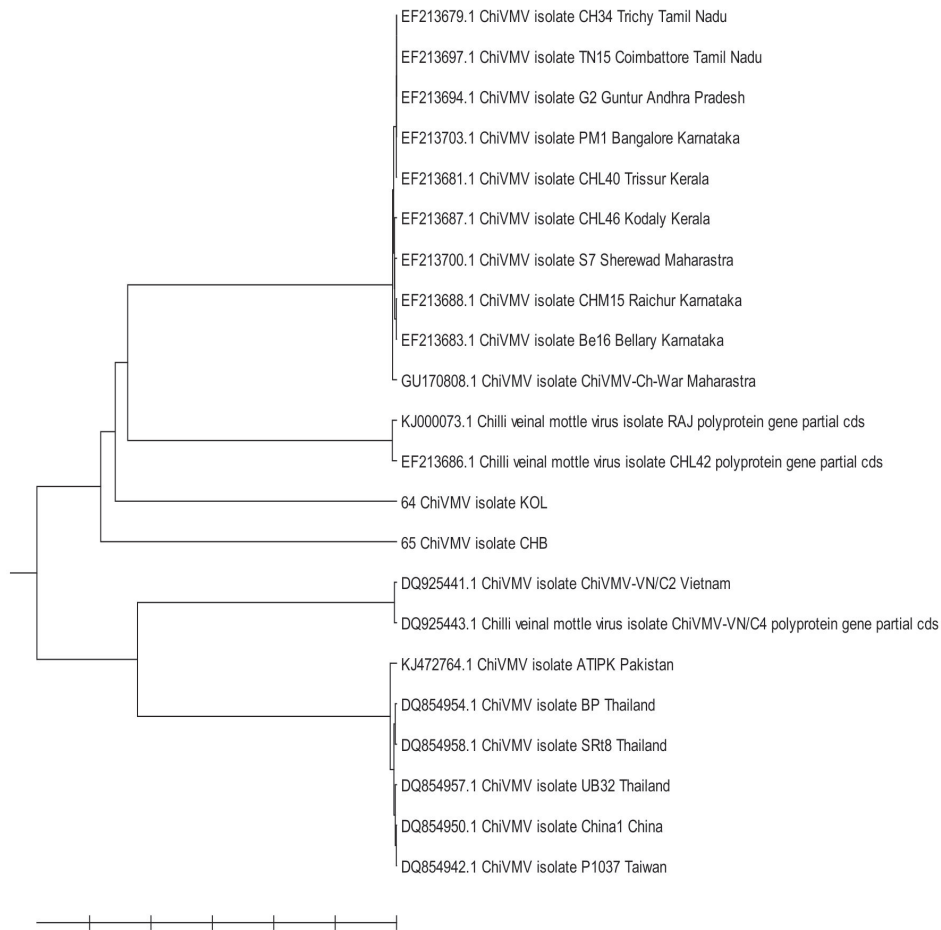 EF213679.1 ChiVMV isolate CH34 Trichy Tamil Nadu
EF213697.1 ChiVMV isolate TN15 Coimbattore Tamil Nadu
EF213694.1 ChiVMV isolate G2 Guntur Andhra Pradesh
EF213703.1 ChiVMV isolate PM1 Bangalore Karnataka
EF213681.1 ChiVMV isolate CHL40 Trissur Kerala
EF213687.1 ChiVMV isolate CHL46 Kodaly Kerala
EF213700.1 ChiVMV isolate S7 Sherewad Maharastra
EF213688.1 ChiVMV isolate CHM15 Raichur Karnataka
EF213683.1 ChiVMV isolate Be16 Bellary Karnataka
GU170808.1 ChiVMV isolate ChiVMV-Ch-War Maharastra
KJ000073.1 Chilli veinal mottle virus isolate RAJ polyprotein gene partial cds
EF213686.1 Chilli veinal mottle virus isolate CHL42 polyprotein gene partial cds
64 ChiVMV isolate KOL
65 ChiVMV isolate CHB
DQ925441.1 ChiVMV isolate ChiVMV-VN/C2 Vietnam
DQ925443.1 Chilli veinal mottle virus isolate ChiVMV-VN/C4 polyprotein gene partial cds
KJ472764.1 ChiVMV isolate ATIPK Pakistan
DQ854954.1 ChiVMV isolate BP Thailand
DQ854958.1 ChiVMV isolate SRt8 Thailand
DQ854957.1 ChiVMV isolate UB32 Thailand
DQ854950.1 ChiVMV isolate China1 China
DQ854942.1 ChiVMV isolate P1037 Taiwan